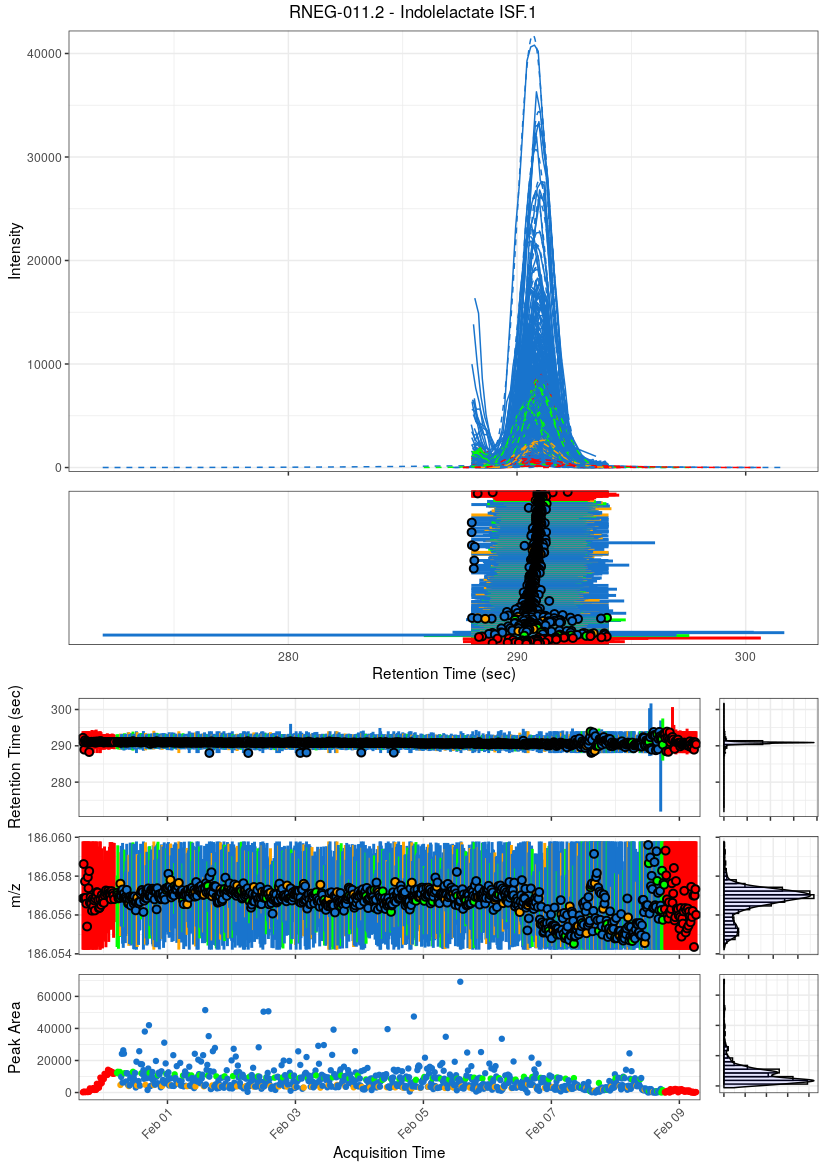 RNEG-011.2 - Indolelactate ISF.1
Intensity
40000
30000
20000
10000
0
280
290
300
Retention Time (sec)
Retention Time (sec)
300
290
280
m/z
186.060
186.058
186.056
186.054
Peak Area
60000
40000
20000
0
Feb 01
Feb 03
Feb 05
Feb 07
Feb 09
Acquisition Time